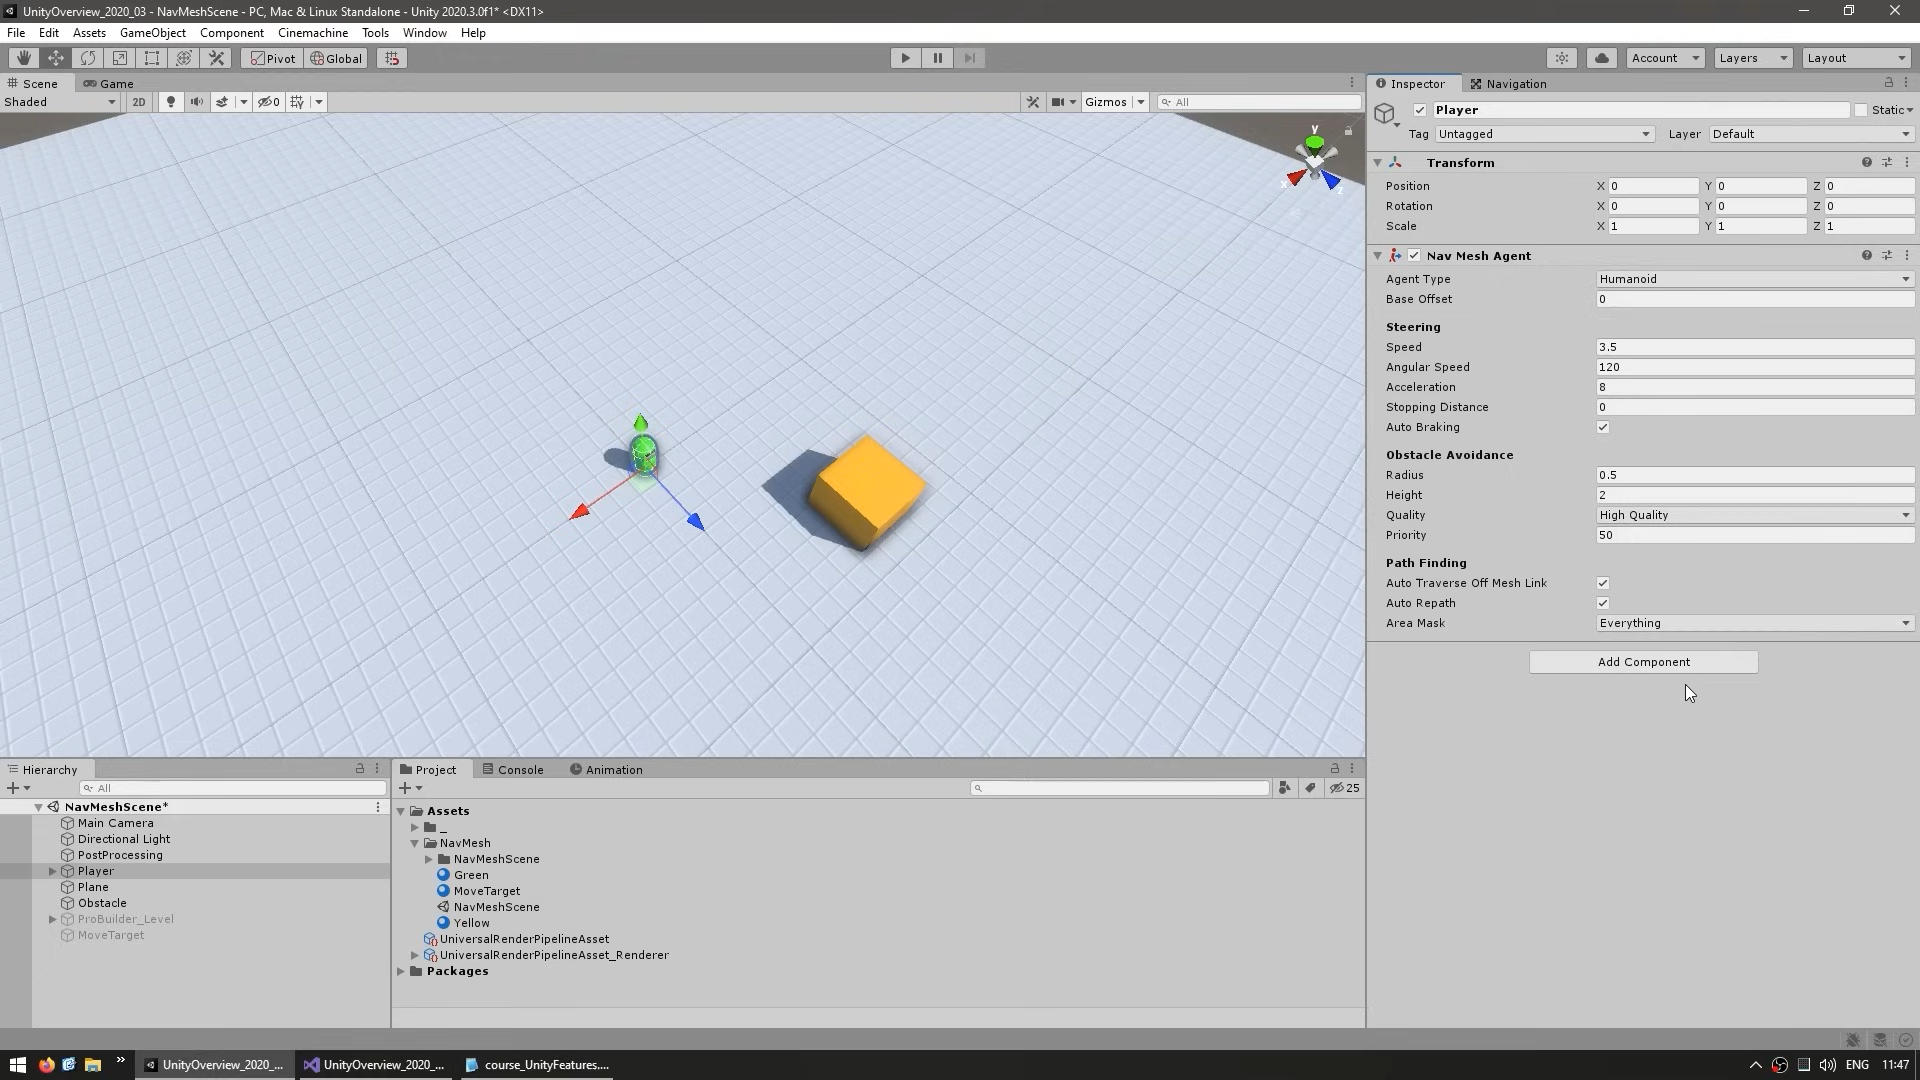 UnityOverview_2020_03 - NavMeshScene - PC, Mac & Linux Standalone - Unity 2020.3.0f1* <DX11>
File Edit Assets GameObject Component Cinemachine Tools Window Help
Pivot Global Account Layers Layout
Scene Game
Shaded 2D 0 Gizmos All
y
x z
Inspector Navigation
Player Static
Tag Untagged Layer Default
Transform
Position X 0 Y 0 Z 0
Rotation X 0 Y 0 Z 0
Scale X 1 Y 1 Z 1
Nav Mesh Agent
Agent Type Humanoid
Base Offset 0
Steering
Speed 3.5
Angular Speed 120
Acceleration 8
Stopping Distance 0
Auto Braking
Obstacle Avoidance
Radius 0.5
Height 2
Quality High Quality
Priority 50
Path Finding
Auto Traverse Off Mesh Link
Auto Repath
Area Mask Everything
Add Component
Hierarchy
All
NavMeshScene*
Main Camera
Directional Light
PostProcessing
Player
Plane
Obstacle
ProBuilder_Level
MoveTarget
Project Console Animation
25
Assets
_
NavMesh
NavMeshScene
Green
MoveTarget
NavMeshScene
Yellow
UniversalRenderPipelineAsset
UniversalRenderPipelineAsset_Renderer
Packages
UnityOverview_2020_... UnityOverview_2020_... course_UnityFeatures.... ENG 11:47